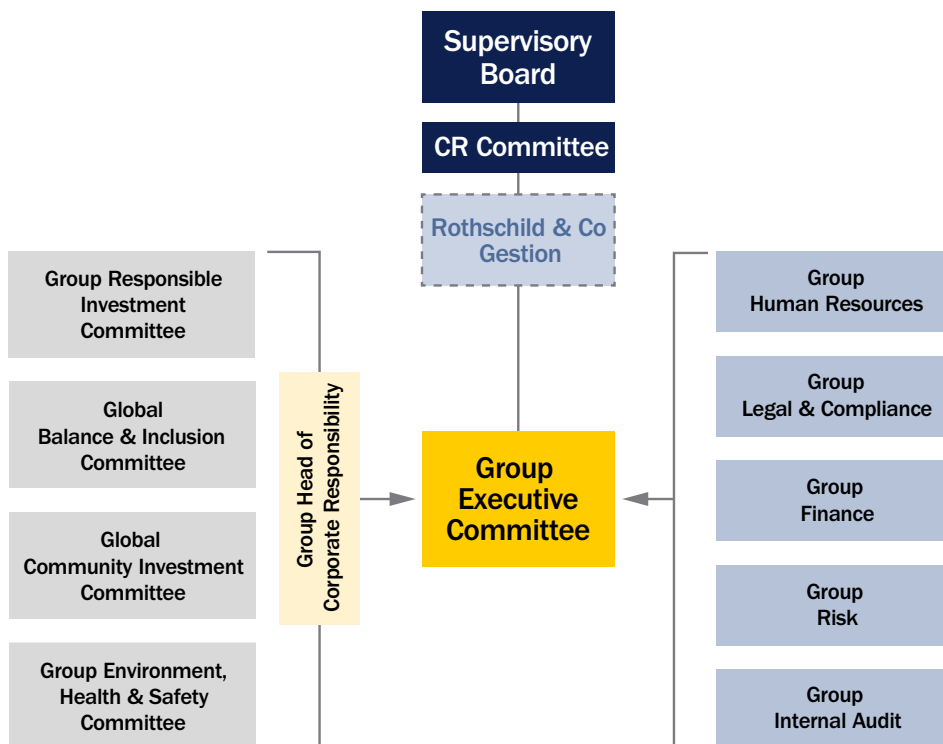 Supervisory
Board
CR Committee
Rothschild & Co
Gestion
Group Responsible
Investment
Committee
Global
Balance & Inclusion
Committee
Global
Community Investment
Committee
Group Environment,
Health & Safety
Committee
Group Head of
Corporate Responsibility
Group
Executive
Committee
Group
Human Resources
Group
Legal & Compliance
Group
Finance
Group
Risk
Group
Internal Audit